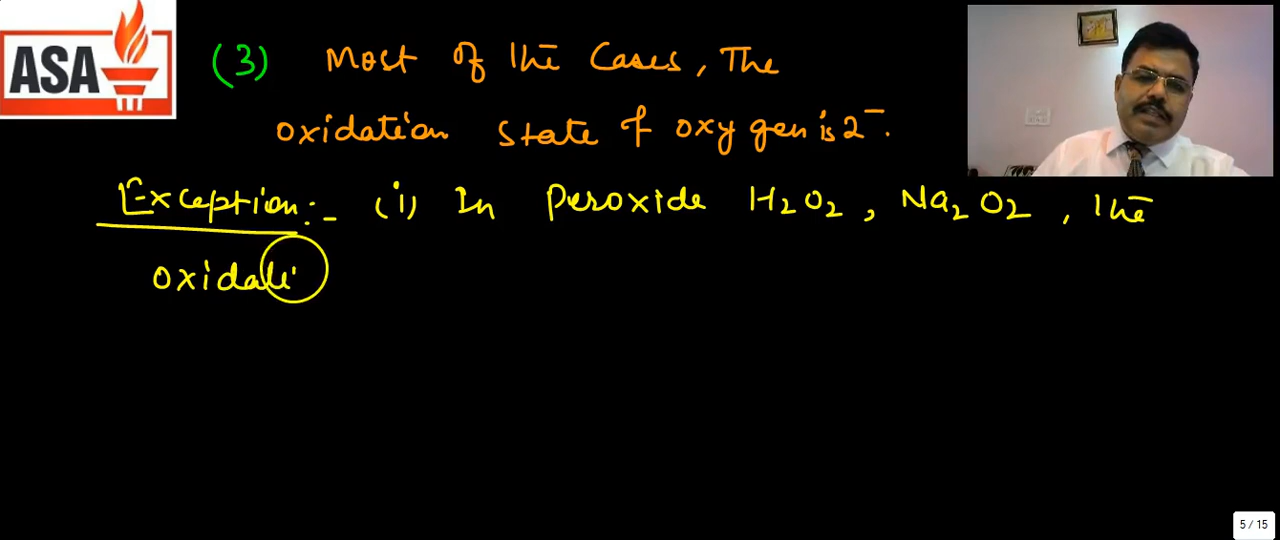 ASA
(3) Most of the Cases, The
oxidation state of oxygen is 2⁻.
Exception:- (i) In Peroxide H₂O₂, Na₂O₂, the
oxidati
5 / 15